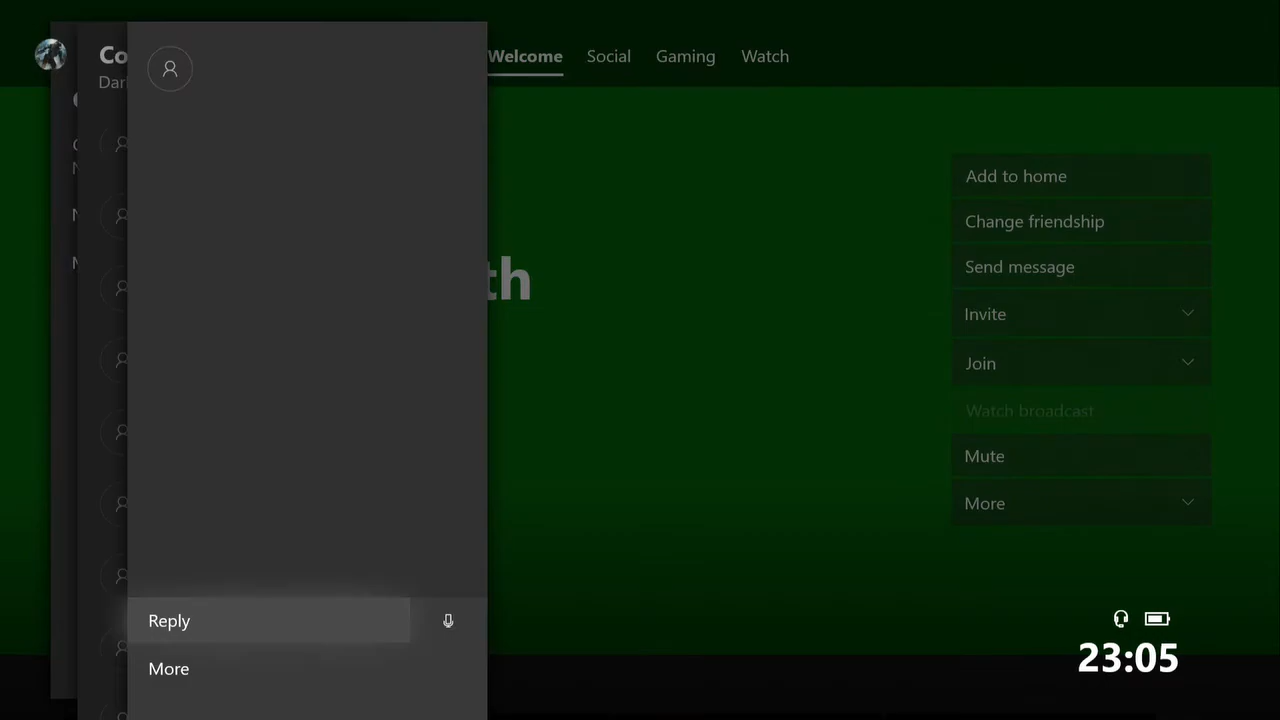 Welcome Social Gaming Watch
Add to home
Change friendship
Send message
Invite
Join
Watch broadcast
Mute
More
Reply
More
23:05